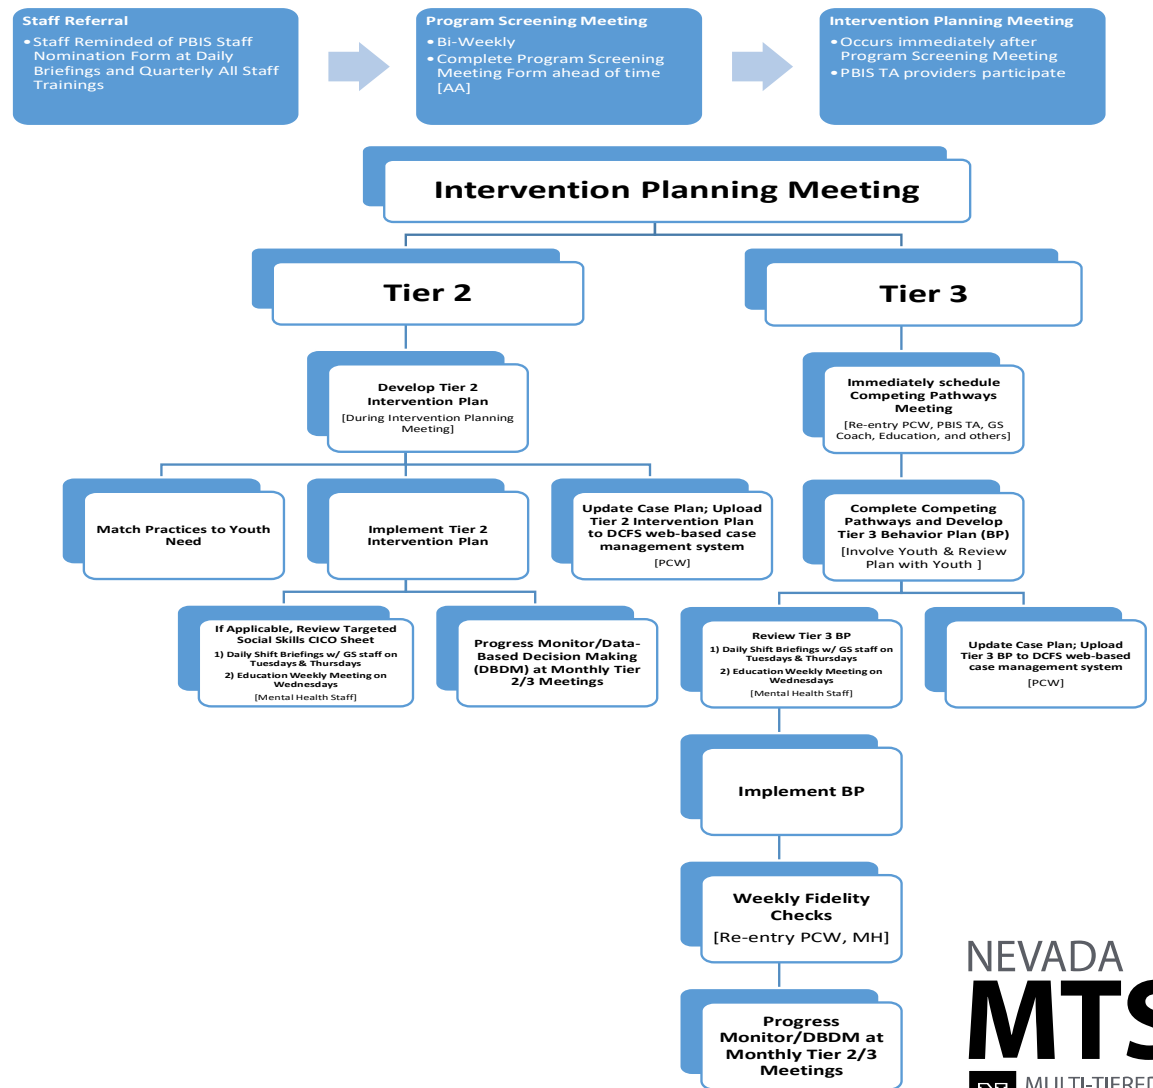 Staff Referral
•Staff Reminded of PBIS Staff
Nomination Form at Daily
Briefings and Quarterly All Staff
Trainings
Program Screening Meeting
•Bi-Weekly
•Complete Program Screening
Meeting Form ahead of time
[AA]
Intervention Planning Meeting
•Occurs immediately after
Program Screening Meeting
•PBIS TA providers participate
Intervention Planning Meeting
Tier 2
Tier 3
Develop Tier 2
Intervention Plan
[During Intervention Planning
Meeting]
Immediately schedule
Competing Pathways
Meeting
[Re-entry PCW, PBIS TA, GS
Coach, Education, and others]
Match Practices to Youth
Need
Implement Tier 2
Intervention Plan
Update Case Plan; Upload
Tier 2 Intervention Plan
to DCFS web-based case
management system
[PCW]
Complete Competing
Pathways and Develop
Tier 3 Behavior Plan (BP)
[Involve Youth & Review
Plan with Youth ]
If Applicable, Review Targeted
Social Skills CICO Sheet
1) Daily Shift Briefings w/ GS staff on
Tuesdays & Thursdays
2) Education Weekly Meeting on
Wednesdays
[Mental Health Staff]
Progress Monitor/Data-
Based Decision Making
(DBDM) at Monthly Tier
2/3 Meetings
Review Tier 3 BP
1) Daily Shift Briefings w/ GS staff on
Tuesdays & Thursdays
2) Education Weekly Meeting on
Wednesdays
[Mental Health Staff]
Update Case Plan; Upload
Tier 3 BP to DCFS web-based
case management system
[PCW]
Implement BP
Weekly Fidelity
Checks
[Re-entry PCW, MH]
Progress
Monitor/DBDM at
Monthly Tier 2/3
Meetings
NEVADA
MTS
MULTI-TIERED